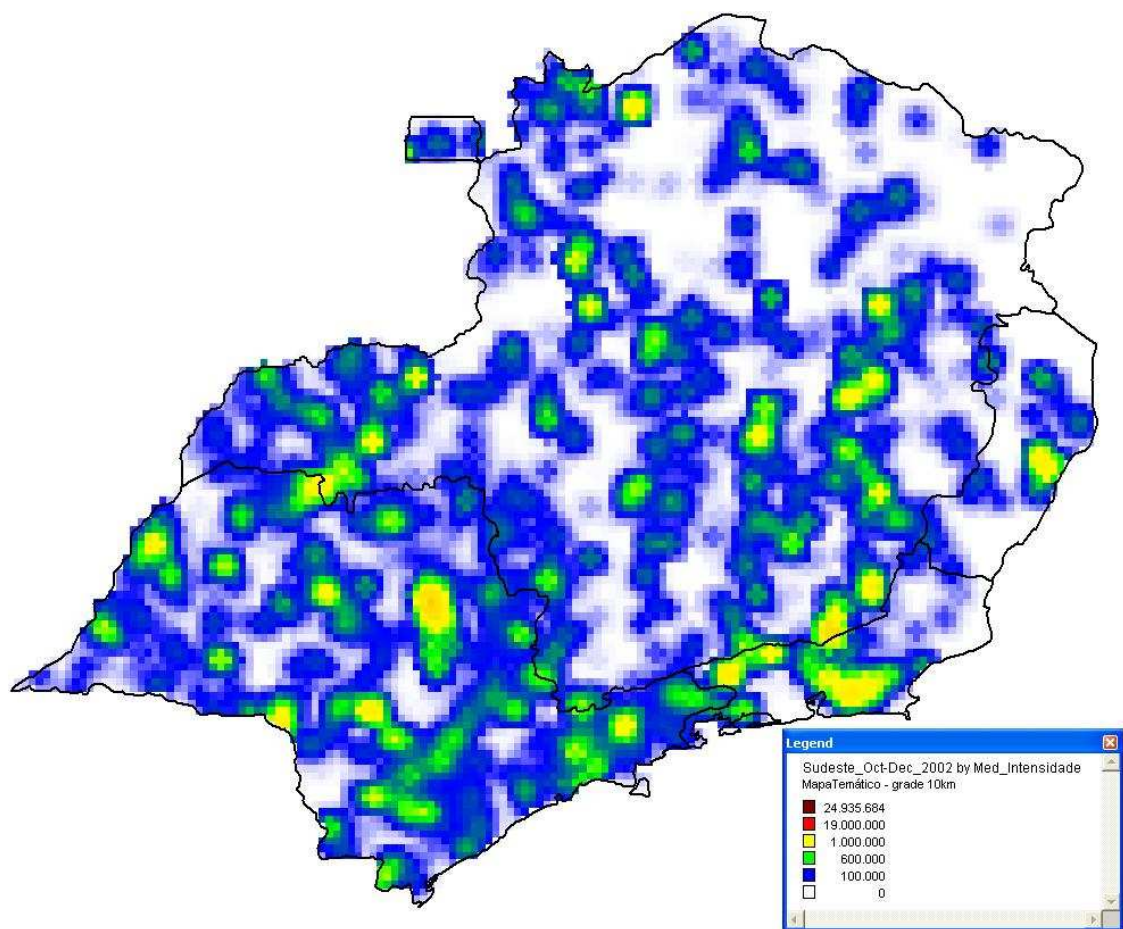 Legend
Sudeste_Oct-Dec_2002 by Med_Intensidade
MapaTemático - grade 10km
24.935.684
19.000.000
1.000.000
600.000
100.000
0